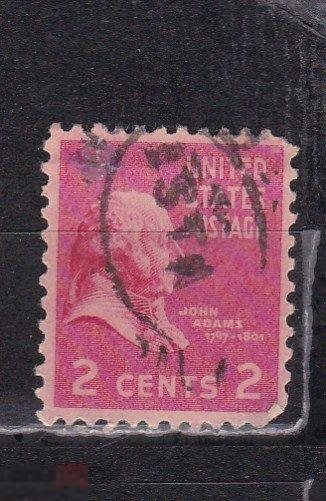 UNITED
STATES
POSTAGE
JOHN
ADAMS
1797-1801
2 CENTS 2